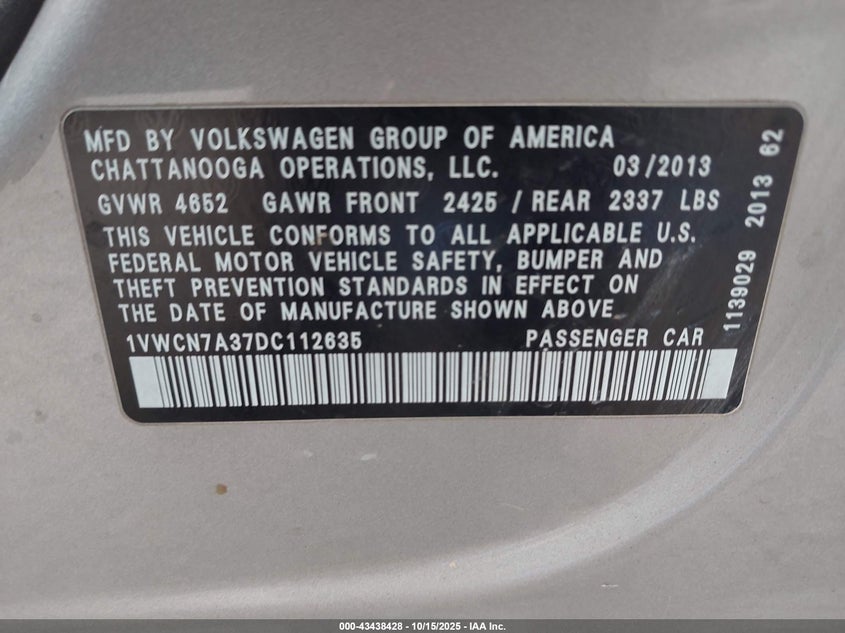 MFD BY VOLKSWAGEN GROUP OF AMERICA
CHATTANOOGA OPERATIONS, LLC. 03/2013
GVWR 4652 GAWR FRONT 2425 / REAR 2337 LBS
THIS VEHICLE CONFORMS TO ALL APPLICABLE U.S.
FEDERAL MOTOR VEHICLE SAFETY, BUMPER AND
THEFT PREVENTION STANDARDS IN EFFECT ON
THE DATE OF MANUFACTURE SHOWN ABOVE
1VWCN7A37DC112635 PASSENGER CAR
1139029 2013 62
000-43438428 - 10/15/2025 - IAA Inc.